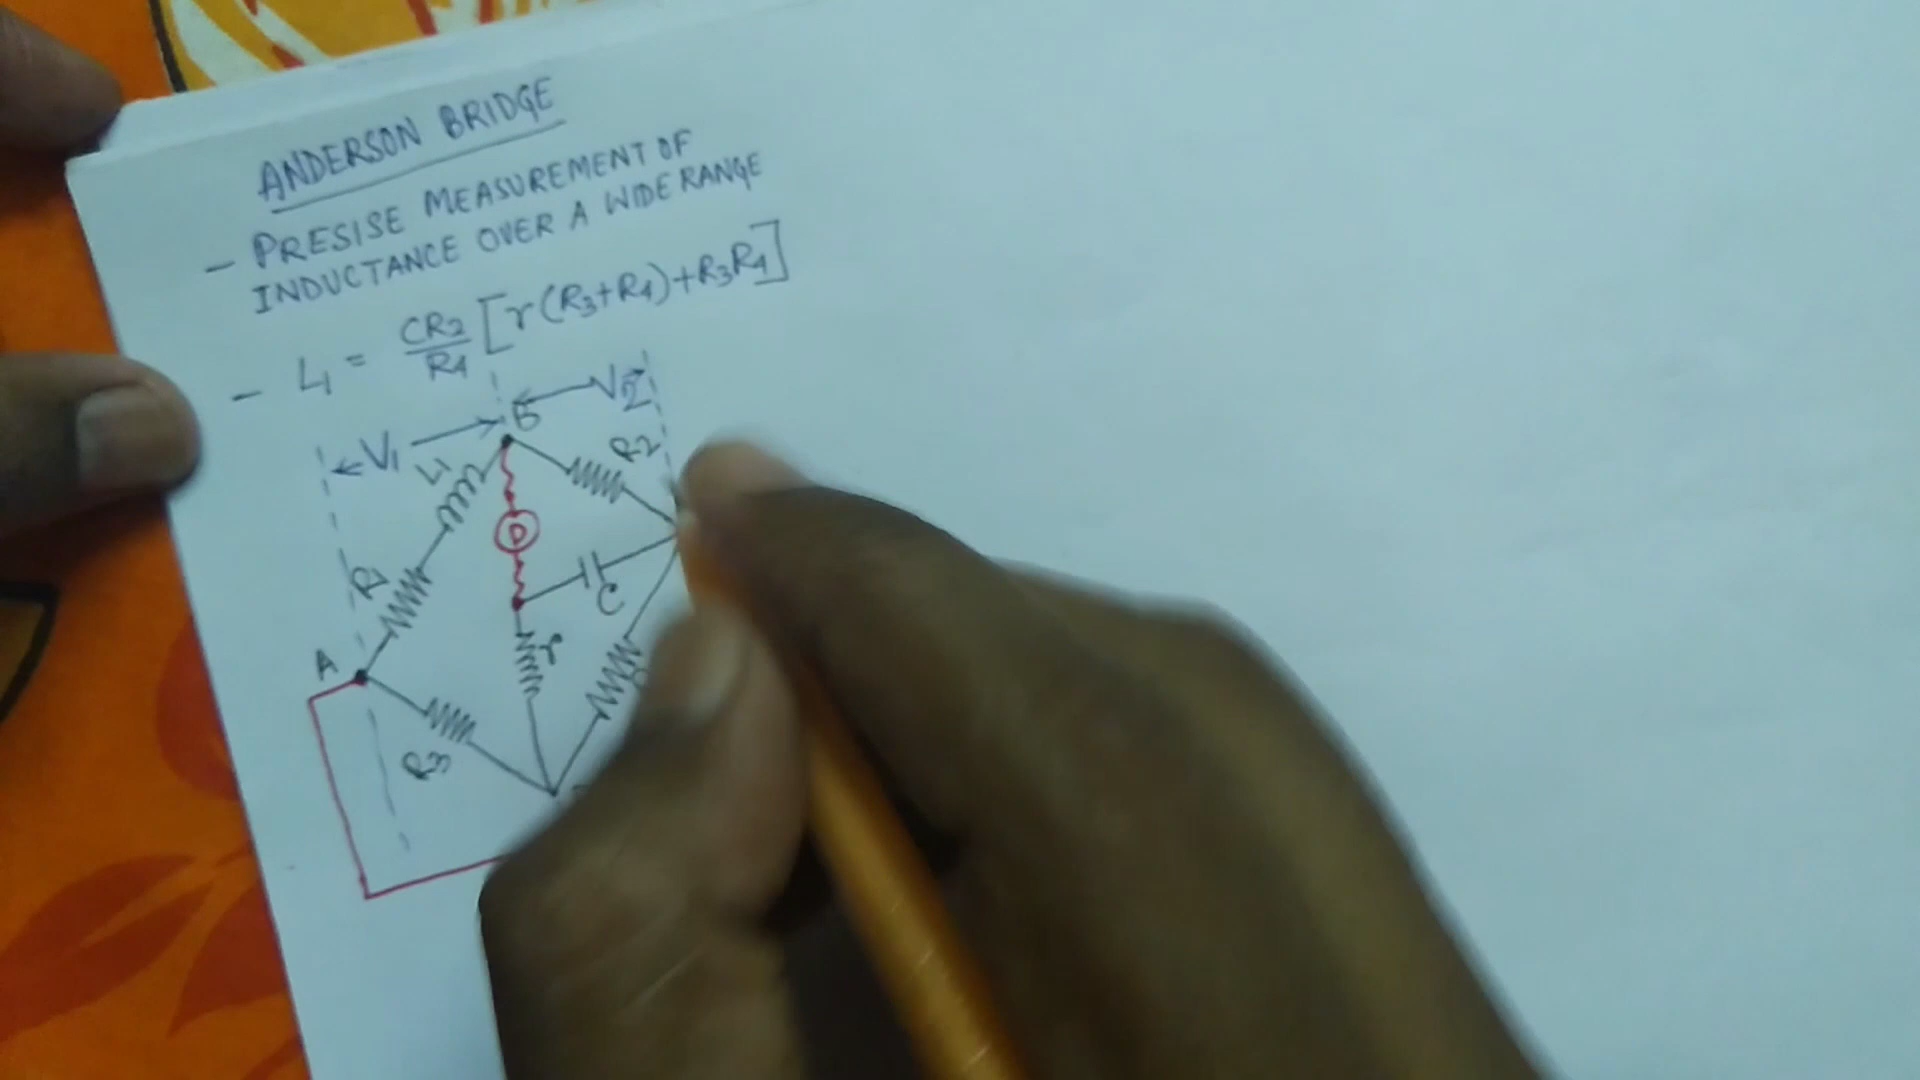 ANDERSON BRIDGE
- PRESISE MEASUREMENT OF
INDUCTANCE OVER A WIDE RANGE
- L1 = CR2/R4 [r(R3+R4)+R3R4]
V1
V2
B
L1
R2
D
R1
C
A
r
R3